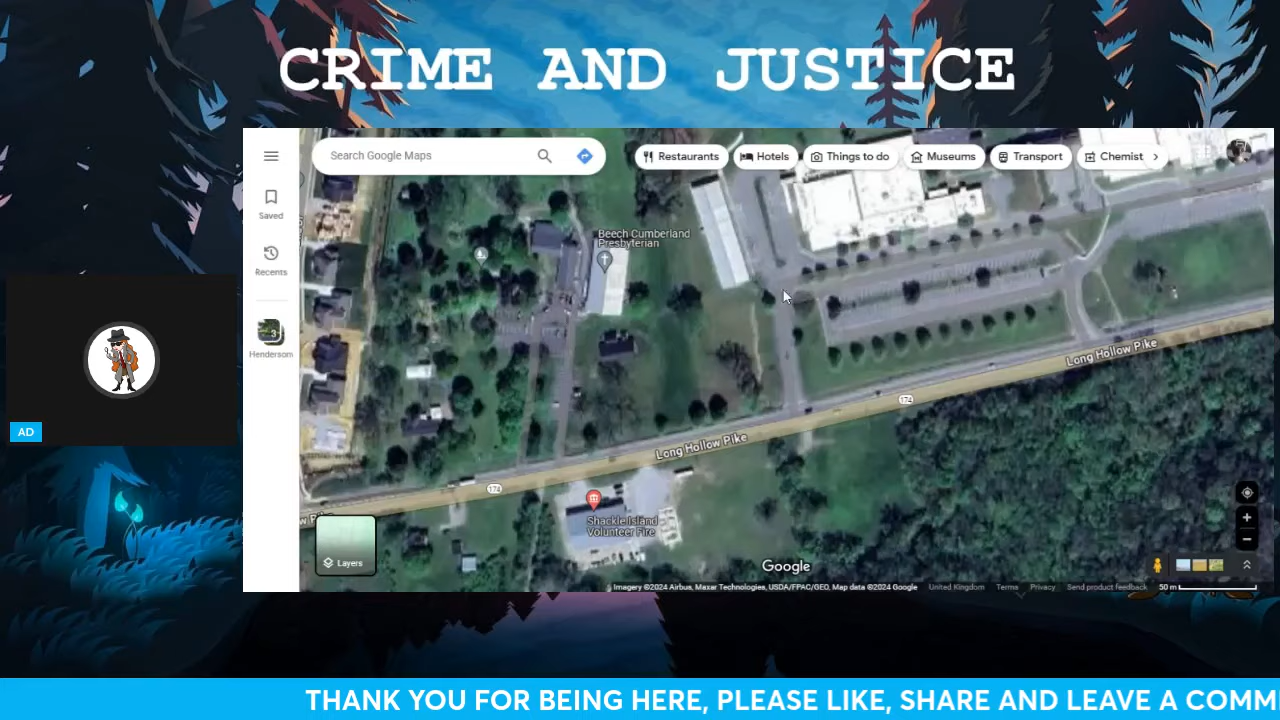 CRIME AND JUSTICE
Search Google Maps
Restaurants
Hotels
Things to do
Museums
Transport
Chemist
Saved
Recents
Henderson
Beech Cumberland
Presbyterian
Long Hollow Pike
174
Long Hollow Pike
174
w Pike
Shackle Island
Volunteer Fire
Layers
Google
Imagery ©2024 Airbus, Maxar Technologies, USDA/FPAC/GEO, Map data ©2024 Google United Kingdom Terms Privacy Send product feedback 50 m
AD
THANK YOU FOR BEING HERE, PLEASE LIKE, SHARE AND LEAVE A COMM